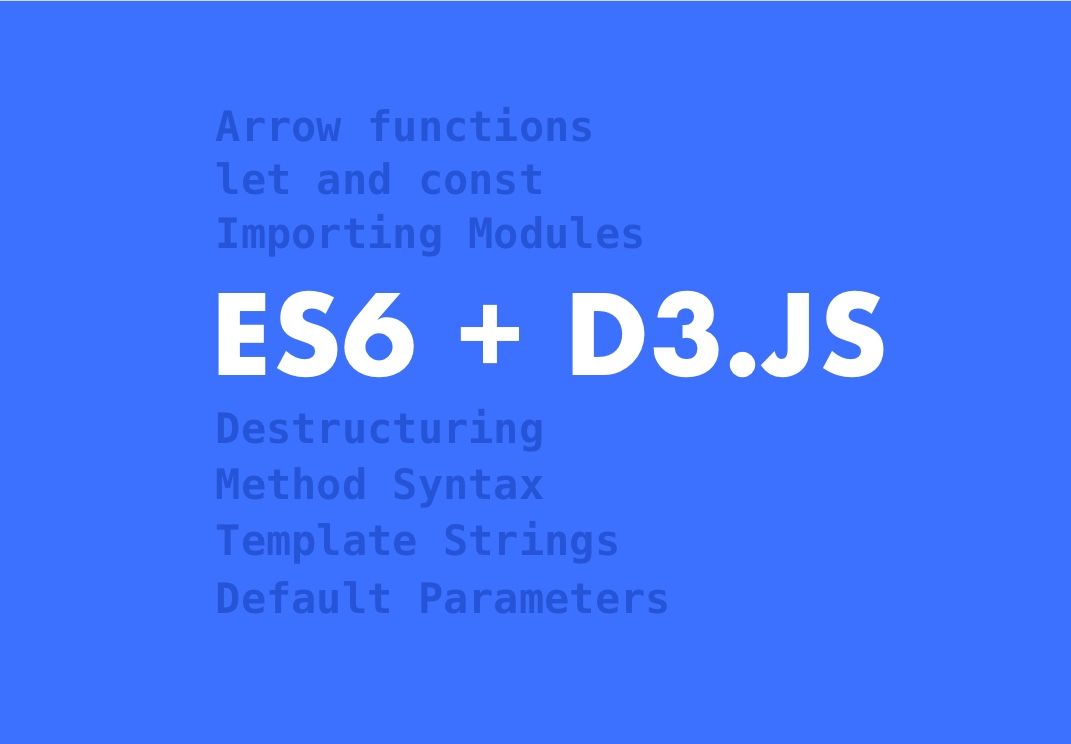 Arrow functions
let and const
Importing Modules
ES6 + D3.JS
Destructuring
Method Syntax
Template Strings
Default Parameters